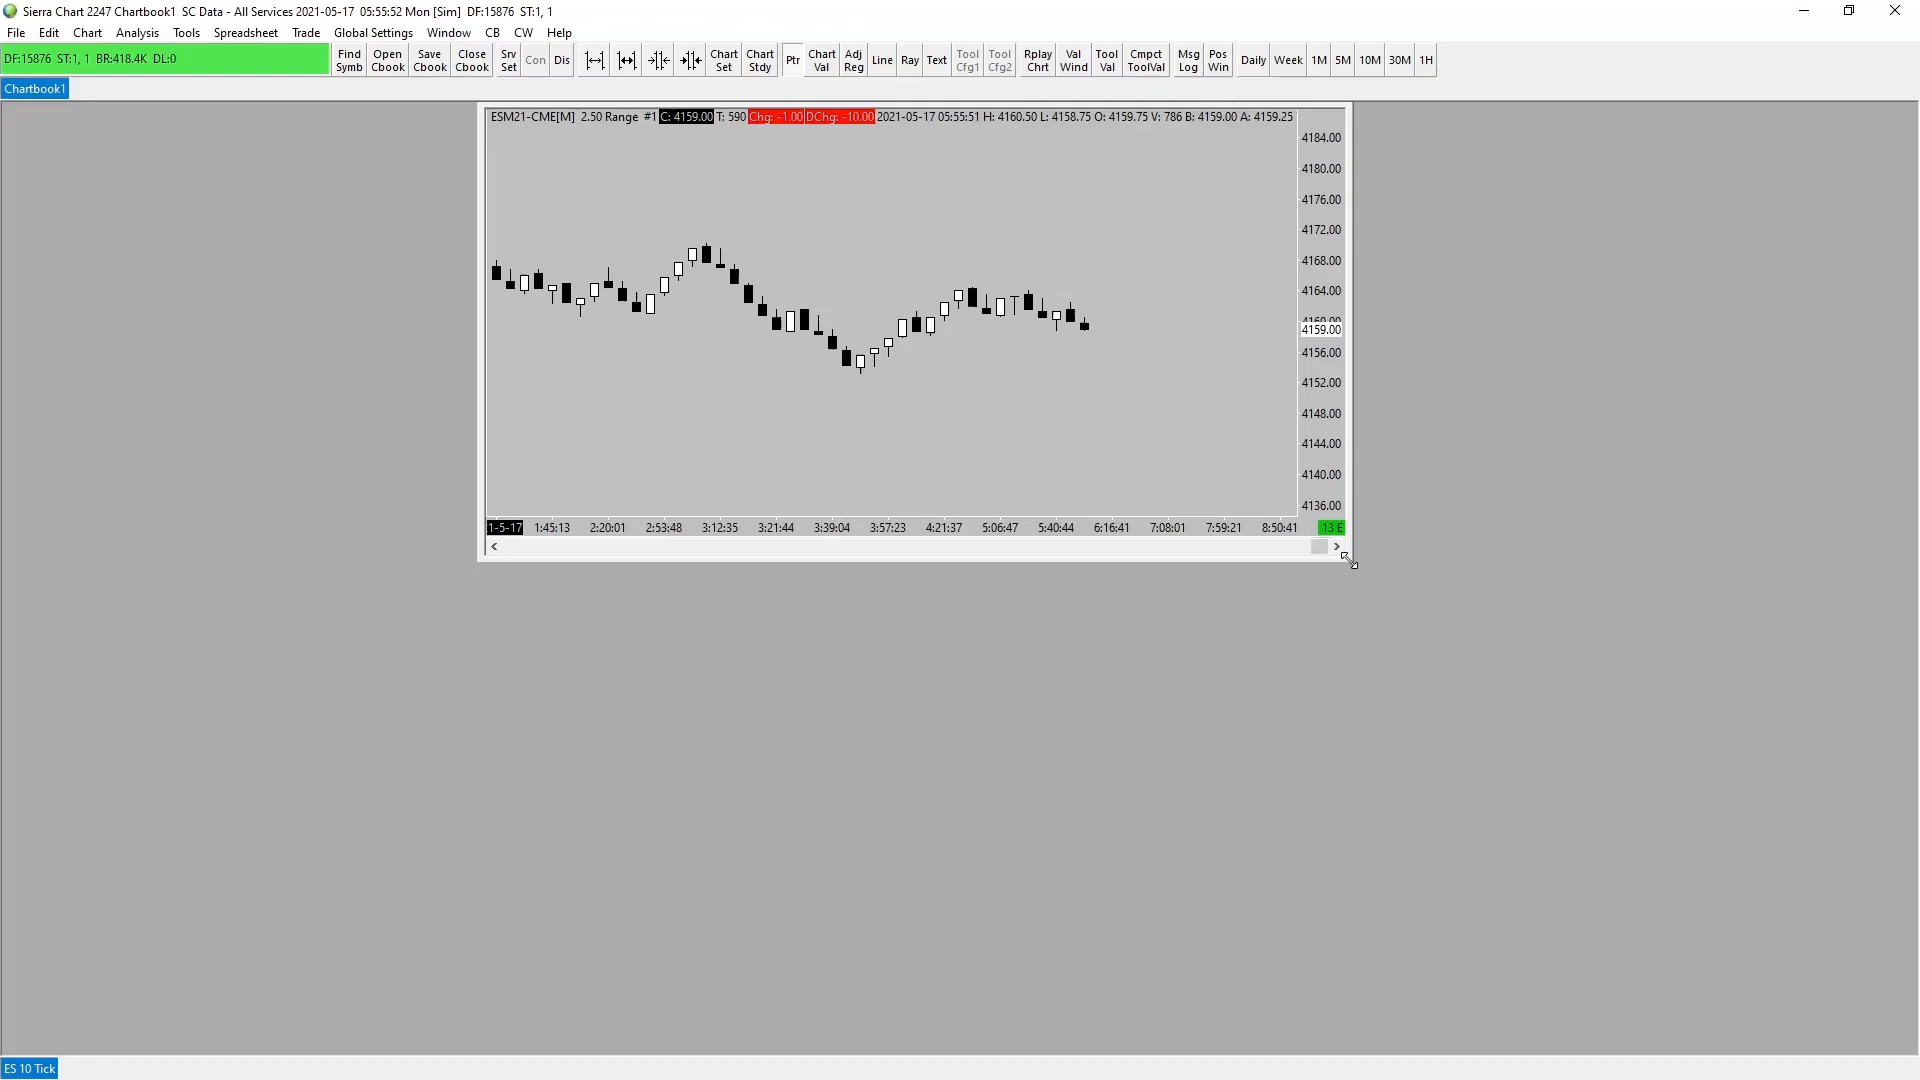 Sierra Chart 2247 Chartbook1  SC Data - All Services 2021-05-17  05:55:52 Mon [Sim]  DF:15876  ST:1, 1
File Edit Chart Analysis Tools Spreadsheet Trade Global Settings Window CB CW Help
DF:15876  ST:1, 1  BR:418.4K  DL:0
Find Symb
Open Cbook
Save Cbook
Close Cbook
Srv Set
Con
Dis
Chart Set
Chart Stdy
Ptr
Chart Val
Adj Reg
Line
Ray
Text
Tool Cfg1
Tool Cfg2
Rplay Chrt
Val Wind
Tool Val
Cmpct ToolVal
Msg Log
Pos Win
Daily
Week
1M
5M
10M
30M
1H
Chartbook1
ESM21-CME[M]  2.50 Range  #1 C: 4159.00 T: 590 Chg: -1.00 DChg: -10.00 2021-05-17 05:55:51 H: 4160.50 L: 4158.75 O: 4159.75 V: 786 B: 4159.00 A: 4159.25
4184.00
4180.00
4176.00
4172.00
4168.00
4164.00
4160.00
4159.00
4156.00
4152.00
4148.00
4144.00
4140.00
4136.00
1-5-17 1:45:13 2:20:01 2:53:48 3:12:35 3:21:44 3:39:04 3:57:23 4:21:37 5:06:47 5:40:44 6:16:41 7:08:01 7:59:21 8:50:41 13 E
ES 10 Tick